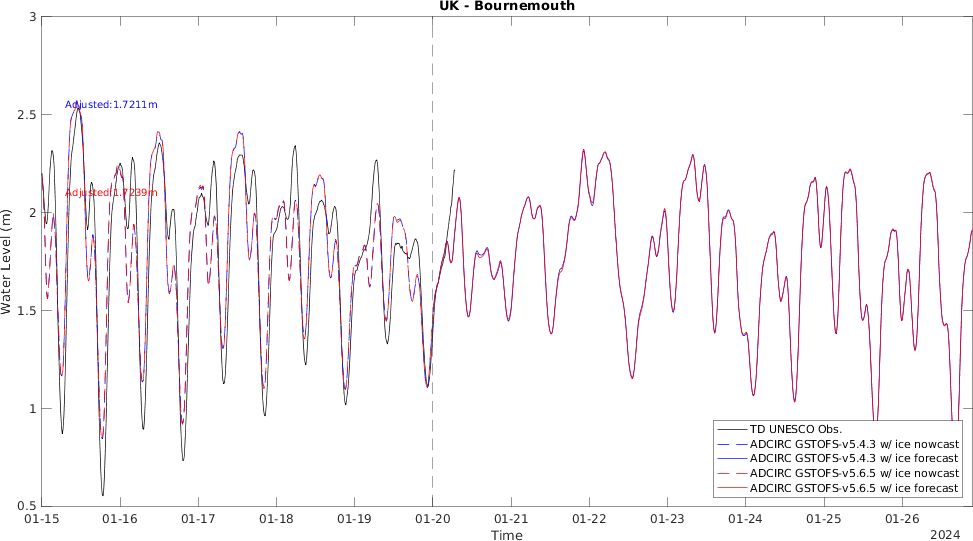 UK - Bournemouth
3
2.5
2
1.5
1
0.5
Water Level (m)
Adjusted:1.7211m
Adjusted:1.7239m
TD UNESCO Obs.
ADCIRC GSTOFS-v5.4.3 w/ ice nowcast
ADCIRC GSTOFS-v5.4.3 w/ ice forecast
ADCIRC GSTOFS-v5.6.5 w/ ice nowcast
ADCIRC GSTOFS-v5.6.5 w/ ice forecast
01-15 01-16 01-17 01-18 01-19 01-20 01-21 01-22 01-23 01-24 01-25 01-26
Time
2024